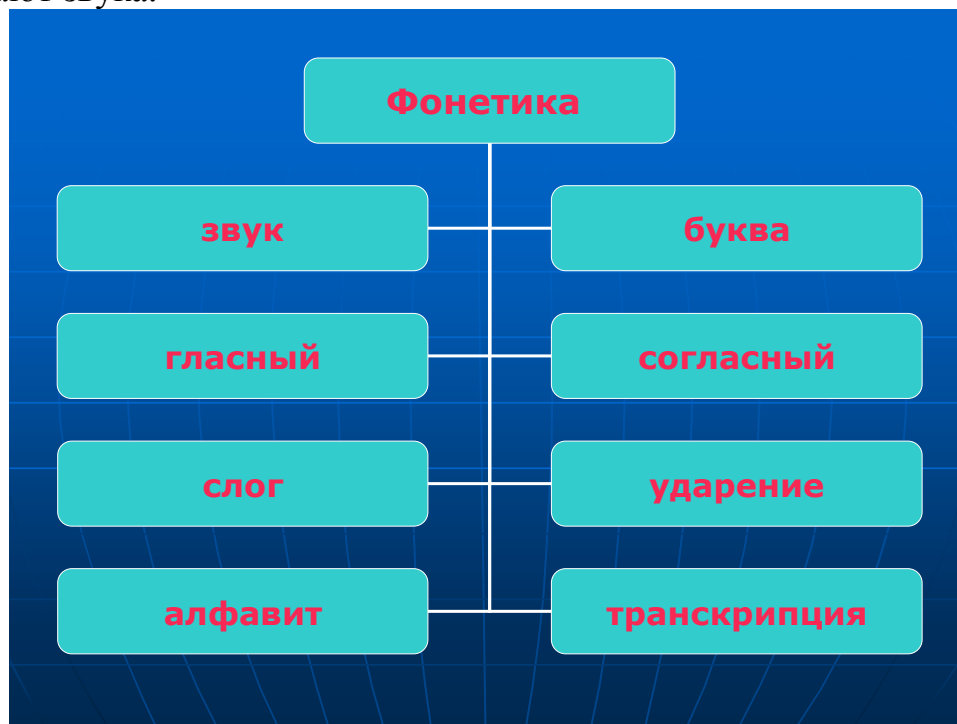 Фонетика
звук
буква
гласный
согласный
слог
ударение
алфавит
транскрипция